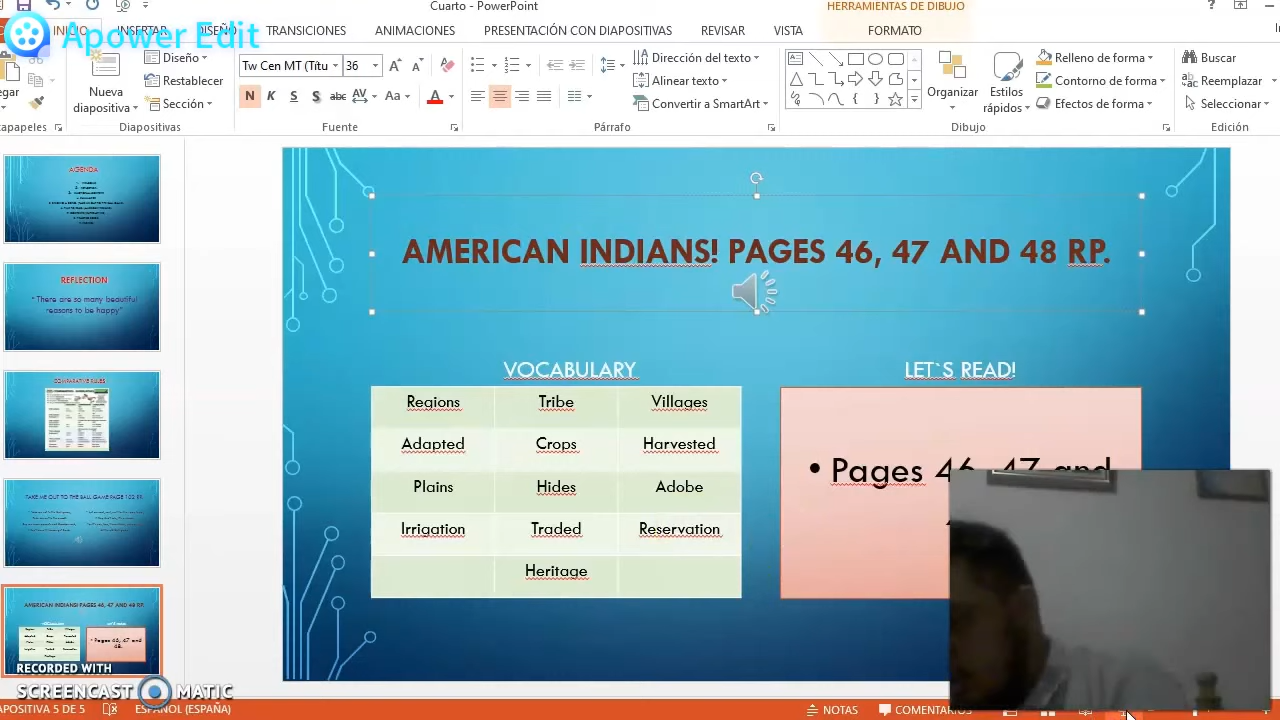 Cuarto - PowerPoint
HERRAMIENTAS DE DIBUJO
?
Apower Edit
INICIO INSERTAR DISEÑO TRANSICIONES ANIMACIONES PRESENTACIÓN CON DIAPOSITIVAS REVISAR VISTA FORMATO
Diseño
Restablecer
Sección
Nueva
diapositiva
Tw Cen MT (Títu 36
N K S S abc AV Aa A
Dirección del texto
Alinear texto
Convertir a SmartArt
Organizar
Estilos
rápidos
Relleno de forma
Contorno de forma
Efectos de forma
Buscar
Reemplazar
Seleccionar
Diapositivas Fuente Párrafo Dibujo Edición
AGENDA
REFLECTION
" There are so many beautiful
reasons to be happy"
COMPARATIVE RULES
TAKE ME OUT TO THE BALL GAME PAGE 102 RP.
AMERICAN INDIANS! PAGES 46, 47 AND 48 RP.
Pages 46, 47 and
48.
AMERICAN INDIANS! PAGES 46, 47 AND 48 RP.
VOCABULARY
Regions Tribe Villages
Adapted Crops Harvested
Plains Hides Adobe
Irrigation Traded Reservation
Heritage
LET`S READ!
• Pages 46, 47 and
RECORDED WITH
SCREENCAST MATIC
APOSITIVA 5 DE 5 ESPAÑOL (ESPAÑA) NOTAS COMENTARIOS